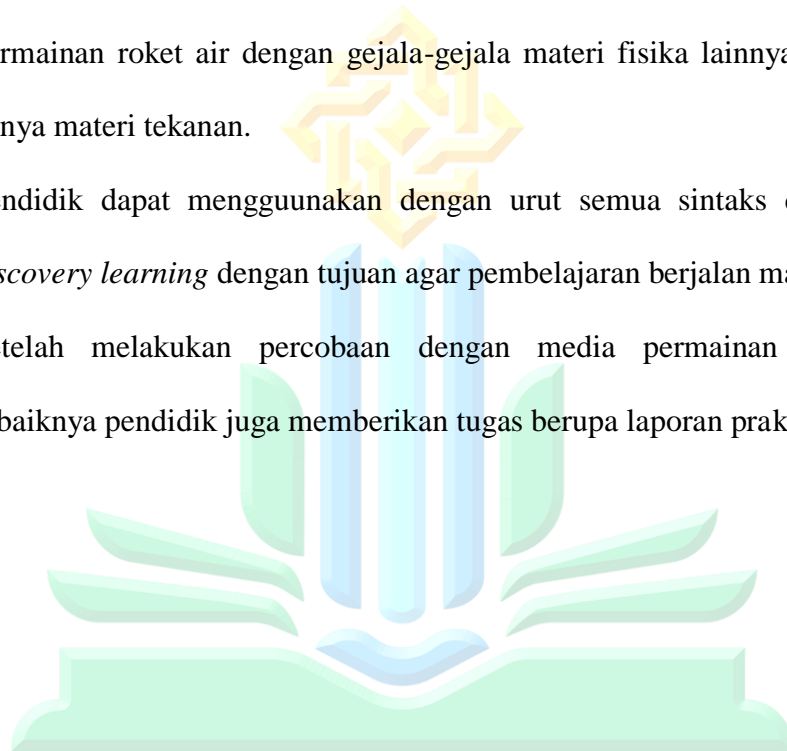 ermainan roket air dengan gejala-gejala materi fisika lainnya
nya materi tekanan.
endidik dapat mengguunakan dengan urut semua sintaks
scovery learning dengan tujuan agar pembelajaran berjalan ma
telah melakukan percobaan dengan media permainan
baiknya pendidik juga memberikan tugas berupa laporan prak